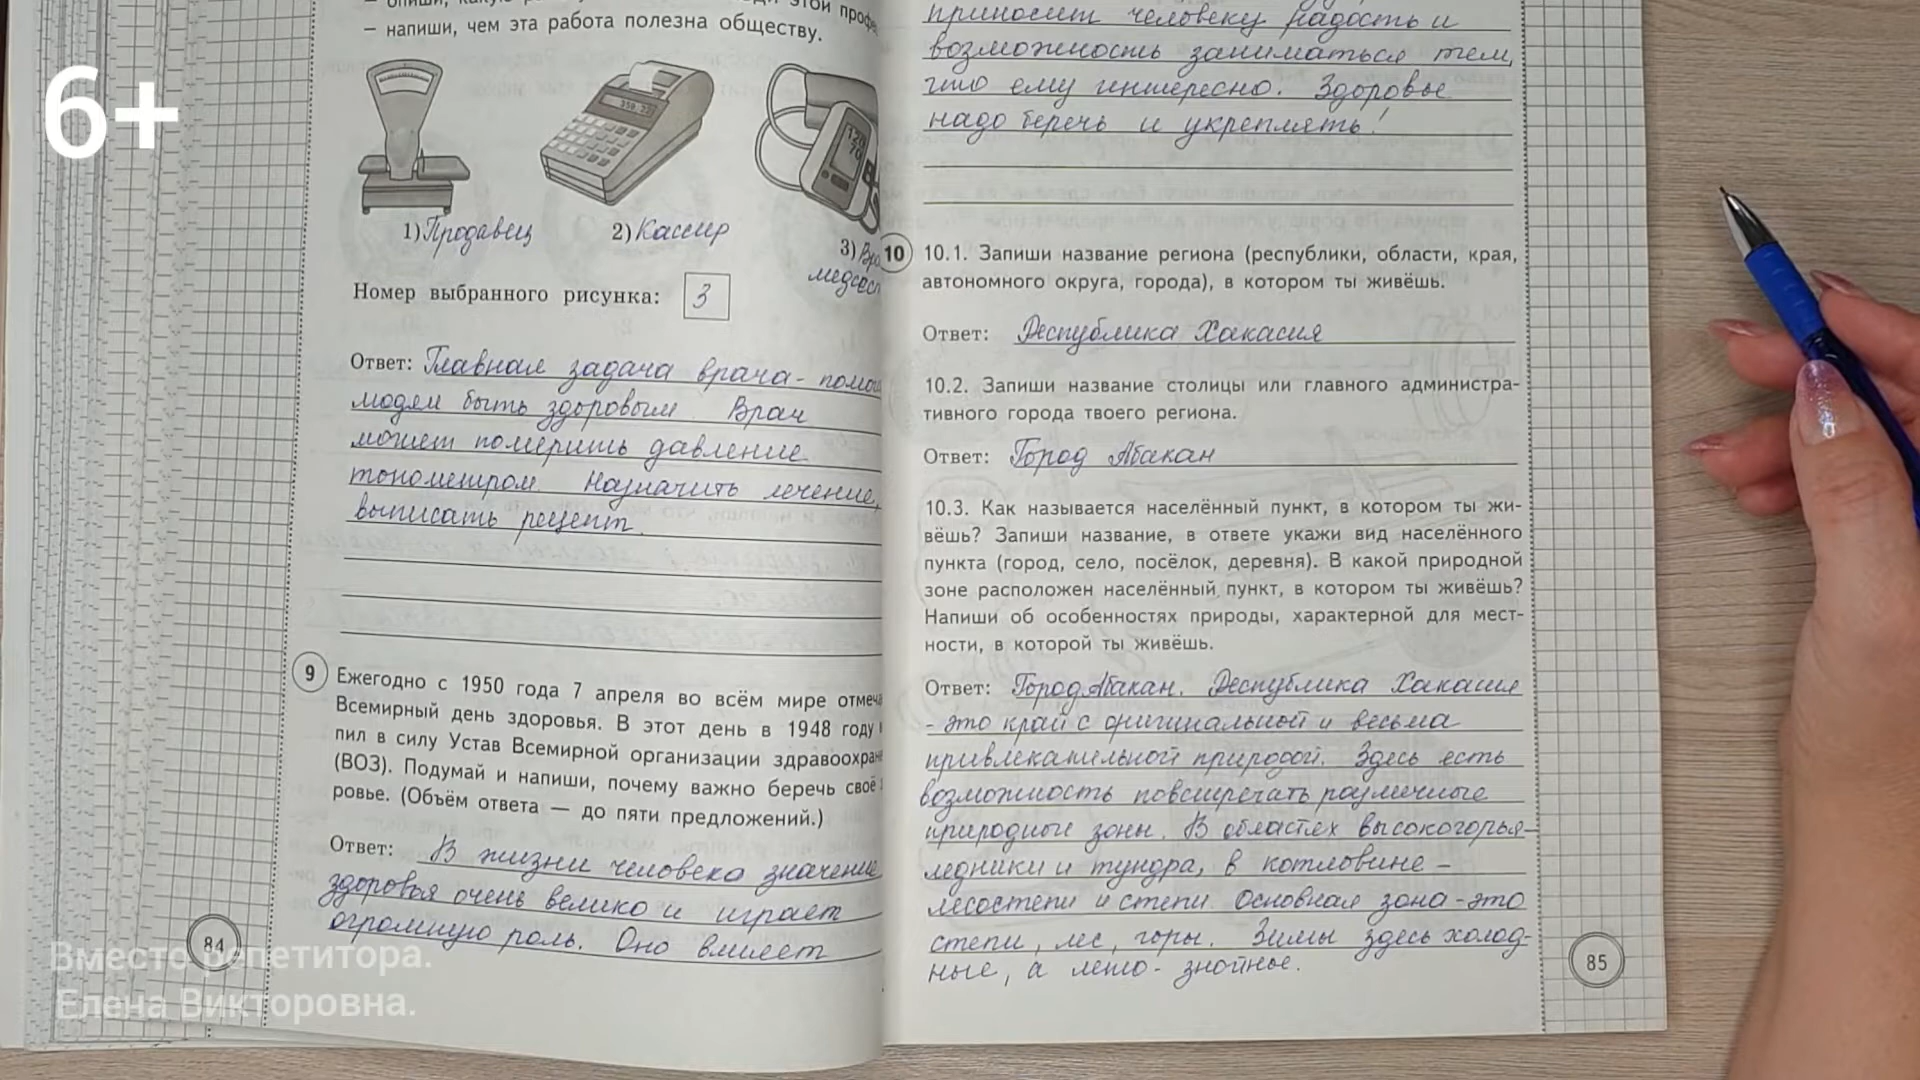 6+
– напиши, чем эта работа полезна обществу.
350.25
120
70
1) Продавец
2) Кассир
3) Вра
медсест
Номер выбранного рисунка: 3
Ответ: Главная задача врача - помощь
людям быть здоровым. Врач
может померить давление
тонометром. Назначить лечение,
выписать рецепт.
9 Ежегодно с 1950 года 7 апреля во всём мире отмеча
Всемирный день здоровья. В этот день в 1948 году
пил в силу Устав Всемирной организации здравоохране
(ВОЗ). Подумай и напиши, почему важно беречь своё з
ровье. (Объём ответа — до пяти предложений.)
Ответ: В жизни человека значение
здоровья очень велико и играет
огромную роль. Оно влияет
84
Вместо репетитора.
Елена Викторовна.
приносит человеку радость и
возможность заниматься тем,
что ему интересно. Здоровье
надо беречь и укреплять!
10 10.1. Запиши название региона (республики, области, края,
автономного округа, города), в котором ты живёшь.
Ответ: Республика Хакасия
10.2. Запиши название столицы или главного администра-
тивного города твоего региона.
Ответ: Город Абакан
10.3. Как называется населённый пункт, в котором ты жи-
вёшь? Запиши название, в ответе укажи вид населённого
пункта (город, село, посёлок, деревня). В какой природной
зоне расположен населённый пункт, в котором ты живёшь?
Напиши об особенностях природы, характерной для мест-
ности, в которой ты живёшь.
Ответ: Город Абакан. Республика Хакасия
- это край с оригинальной и весьма
привлекательной природой. Здесь есть
возможность повстречать различные
природные зоны. В областях высокогорья-
ледники и тундра, в котловине -
лесостепи и степи. Основная зона - это
степи, лес, горы. Зимы здесь холод-
ные, а лето - знойное.
85